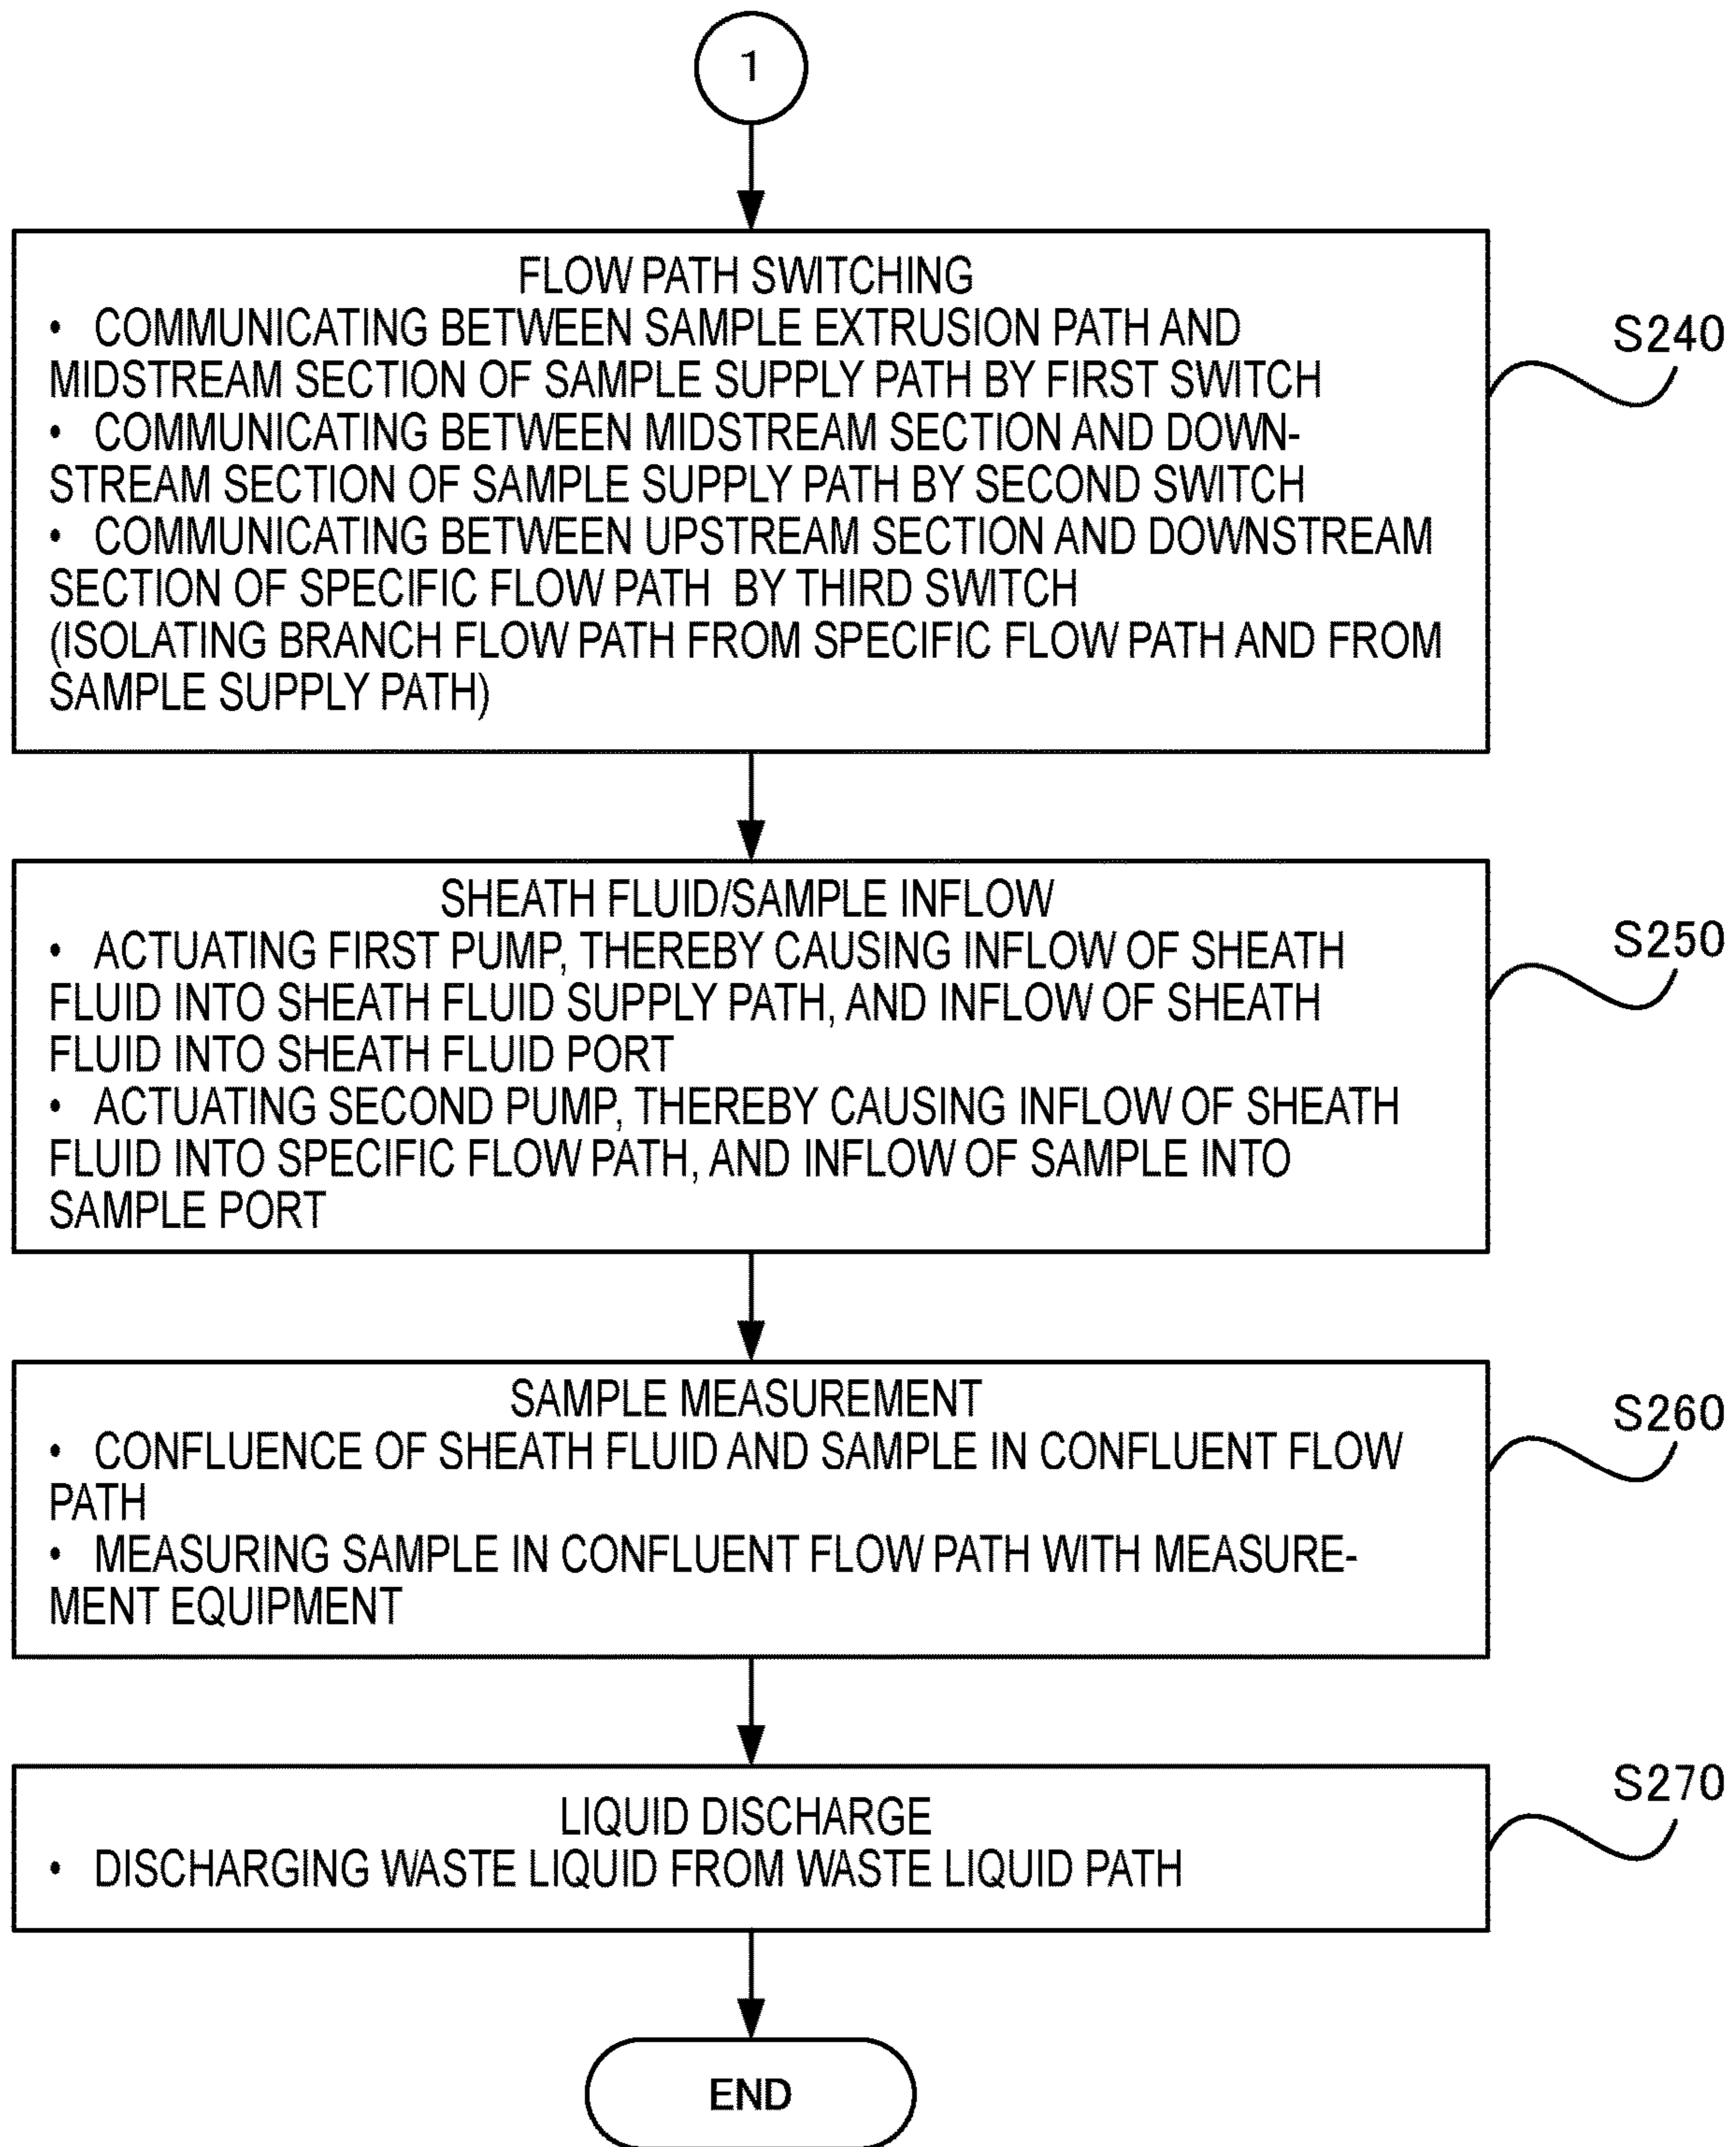 1
FLOW PATH SWITCHING
• COMMUNICATING BETWEEN SAMPLE EXTRUSION PATH AND
MIDSTREAM SECTION OF SAMPLE SUPPLY PATH BY FIRST SWITCH
• COMMUNICATING BETWEEN MIDSTREAM SECTION AND DOWN-
STREAM SECTION OF SAMPLE SUPPLY PATH BY SECOND SWITCH
• COMMUNICATING BETWEEN UPSTREAM SECTION AND DOWNSTREAM
SECTION OF SPECIFIC FLOW PATH BY THIRD SWITCH
(ISOLATING BRANCH FLOW PATH FROM SPECIFIC FLOW PATH AND FROM
SAMPLE SUPPLY PATH)
S240
SHEATH FLUID/SAMPLE INFLOW
• ACTUATING FIRST PUMP, THEREBY CAUSING INFLOW OF SHEATH
FLUID INTO SHEATH FLUID SUPPLY PATH, AND INFLOW OF SHEATH
FLUID INTO SHEATH FLUID PORT
• ACTUATING SECOND PUMP, THEREBY CAUSING INFLOW OF SHEATH
FLUID INTO SPECIFIC FLOW PATH, AND INFLOW OF SAMPLE INTO
SAMPLE PORT
S250
SAMPLE MEASUREMENT
• CONFLUENCE OF SHEATH FLUID AND SAMPLE IN CONFLUENT FLOW
PATH
• MEASURING SAMPLE IN CONFLUENT FLOW PATH WITH MEASURE-
MENT EQUIPMENT
S260
LIQUID DISCHARGE
• DISCHARGING WASTE LIQUID FROM WASTE LIQUID PATH
S270
END